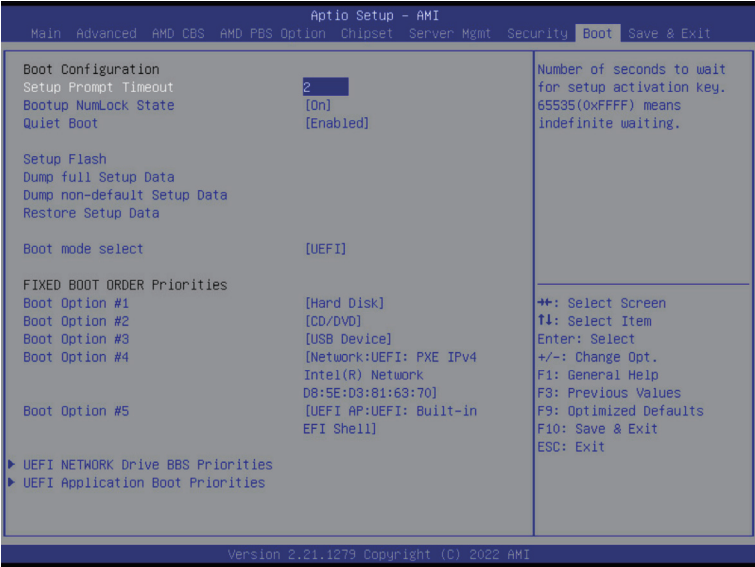 Aptio Setup – AMI
Main Advanced AMD CBS AMD PBS Option Chipset Server Mgmt Security Boot Save & Exit
Boot Configuration
Setup Prompt Timeout 2
Bootup NumLock State [On]
Quiet Boot [Enabled]
Setup Flash
Dump full Setup Data
Dump non-default Setup Data
Restore Setup Data
Boot mode select [UEFI]
FIXED BOOT ORDER Priorities
Boot Option #1 [Hard Disk]
Boot Option #2 [CD/DVD]
Boot Option #3 [USB Device]
Boot Option #4 [Network:UEFI: PXE IPv4
Intel(R) Network
D8:5E:D3:81:63:70]
Boot Option #5 [UEFI AP:UEFI: Built-in
EFI Shell]
UEFI NETWORK Drive BBS Priorities
UEFI Application Boot Priorities
Number of seconds to wait
for setup activation key.
65535(0xFFFF) means
indefinite waiting.
→←: Select Screen
↑↓: Select Item
Enter: Select
+/-: Change Opt.
F1: General Help
F3: Previous Values
F9: Optimized Defaults
F10: Save & Exit
ESC: Exit
Version 2.21.1279 Copyright (C) 2022 AMI